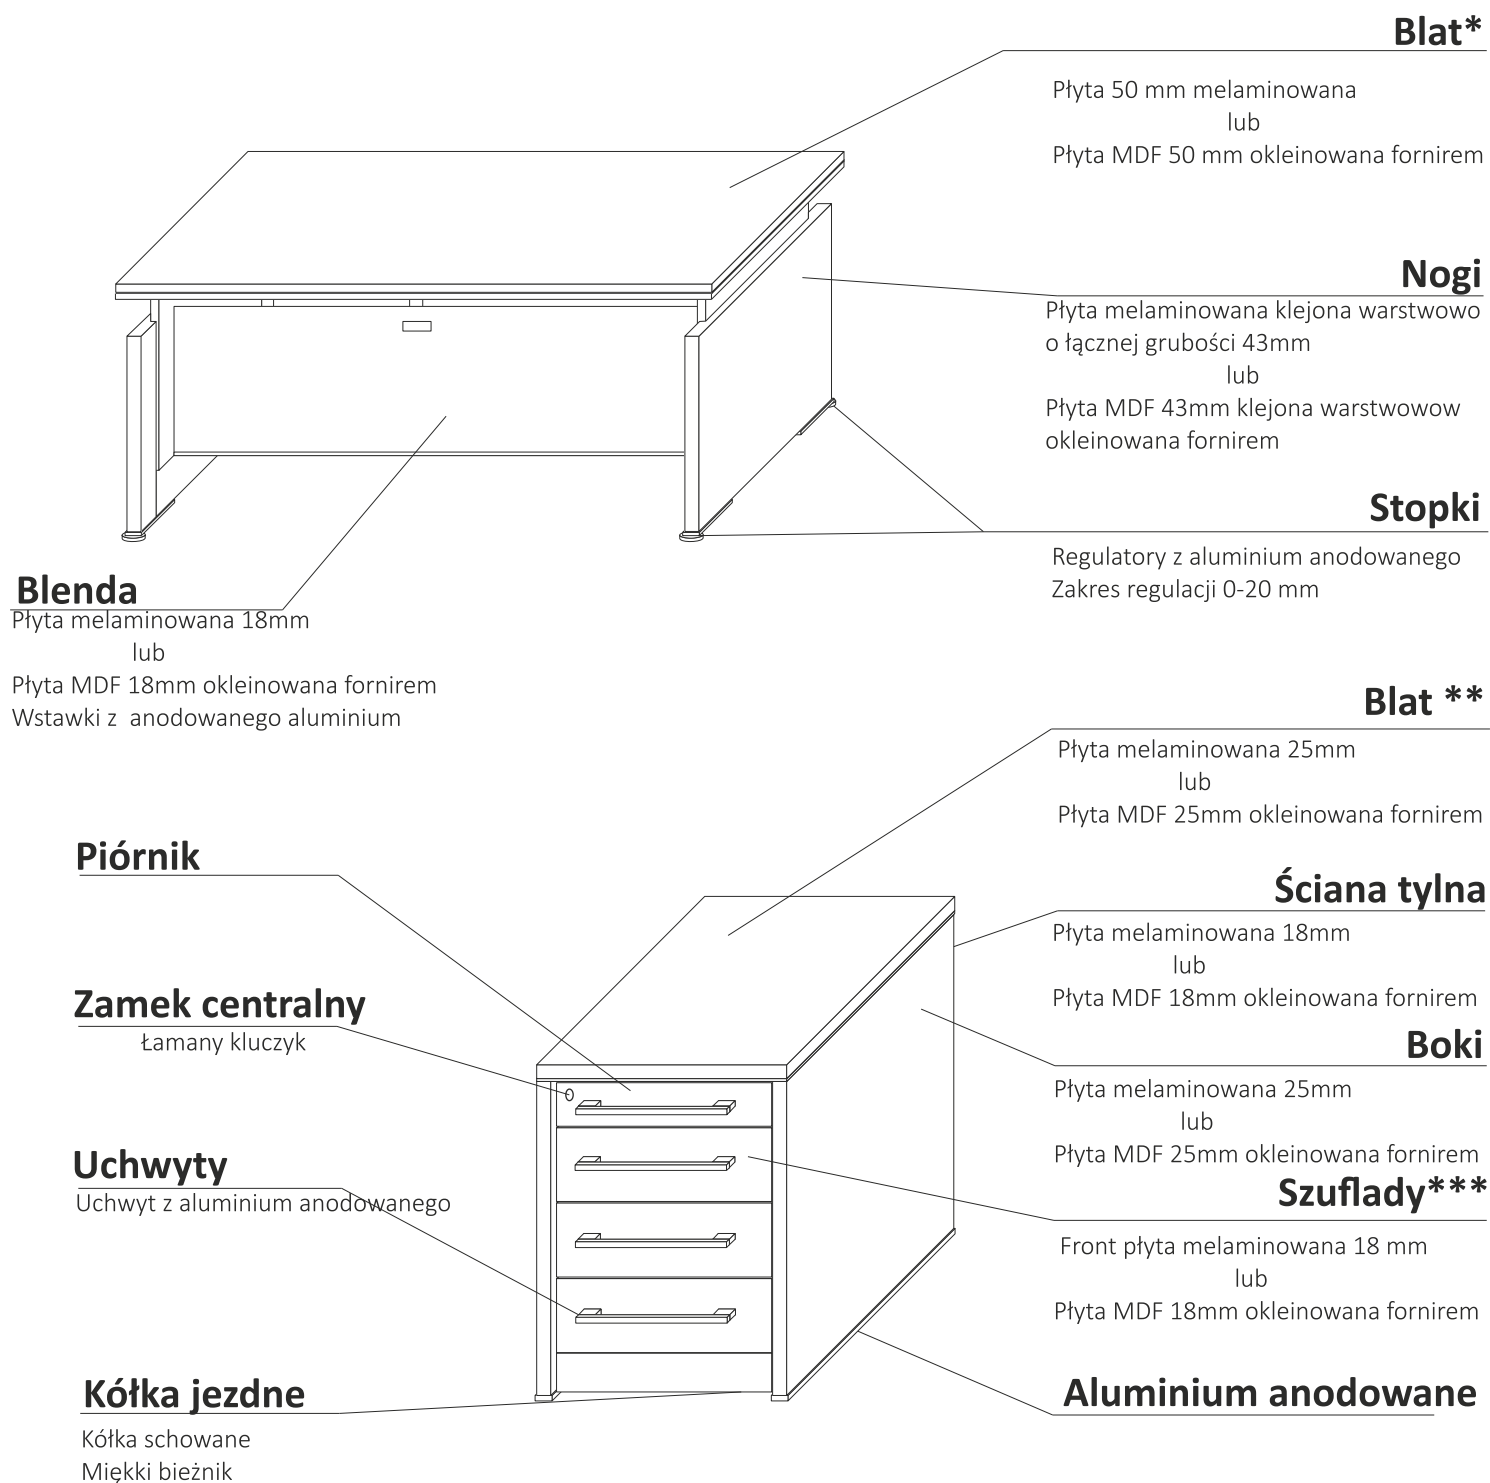 Blat*
Płyta 50 mm melaminowana
lub
Płyta MDF 50 mm okleinowana fornirem
Nogi
Płyta melaminowana klejona warstwowo
o łącznej grubości 43mm
lub
Płyta MDF 43mm klejona warstwowow
okleinowana fornirem
Stopki
Regulatory z aluminium anodowanego
Zakres regulacji 0-20 mm
Blenda
Płyta melaminowana 18mm
lub
Płyta MDF 18mm okleinowana fornirem
Wstawki z anodowanego aluminium
Blat **
Płyta melaminowana 25mm
lub
Płyta MDF 25mm okleinowana fornirem
Piórnik
Ściana tylna
Płyta melaminowana 18mm
lub
Płyta MDF 18mm okleinowana fornirem
Zamek centralny
Łamany kluczyk
Boki
Płyta melaminowana 25mm
lub
Płyta MDF 25mm okleinowana fornirem
Uchwyty
Uchwyt z aluminium anodowanego
Szuflady***
Front płyta melaminowana 18 mm
lub
Płyta MDF 18mm okleinowana fornirem
Kółka jezdne
Kółka schowane
Miękki bieżnik
Aluminium anodowane